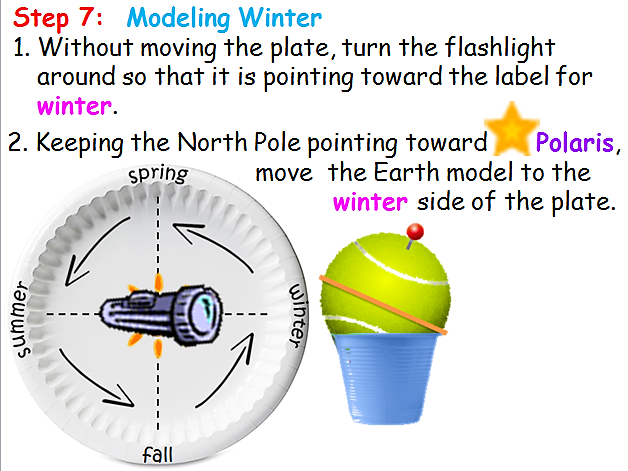 Step 7: Modeling Winter
1. Without moving the plate, turn the flashlight
around so that it is pointing toward the label for
winter.
2. Keeping the North Pole pointing toward Polaris,
move the Earth model to the
winter side of the plate.
spring
summer
winter
fall